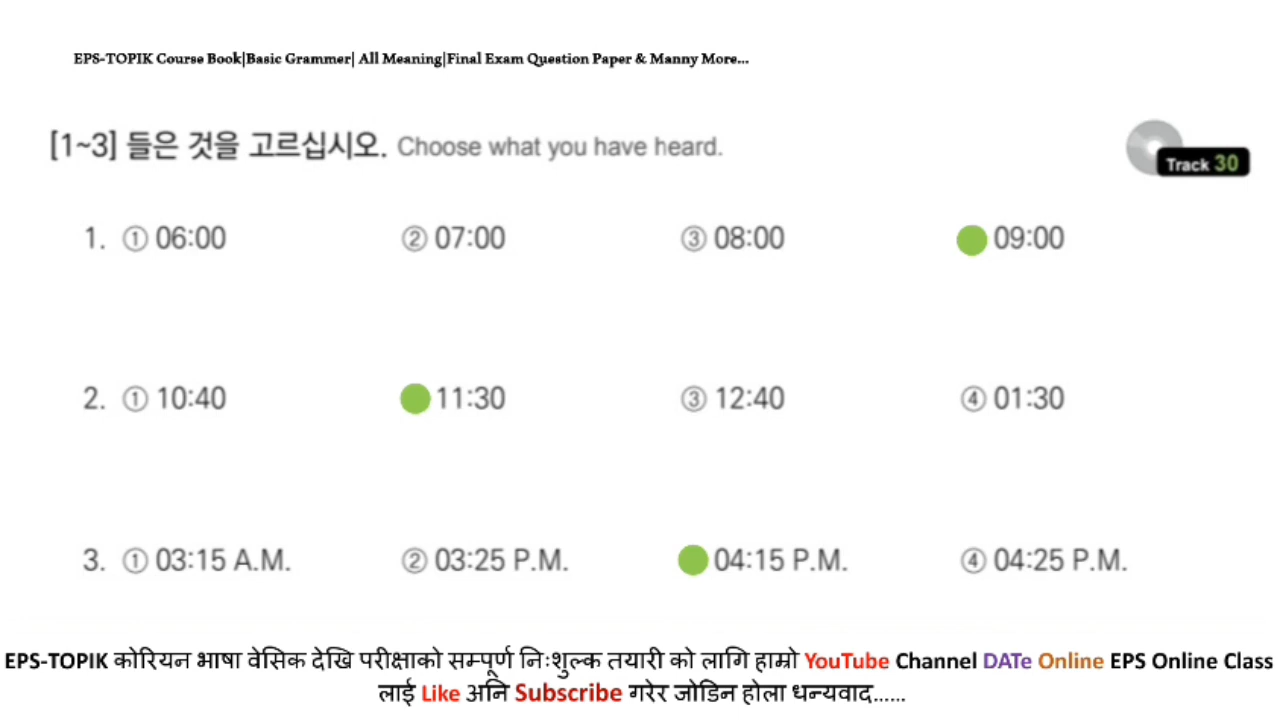 EPS-TOPIK Course Book|Basic Grammer| All Meaning|Final Exam Question Paper & Manny More...
[1~3] 들은 것을 고르십시오. Choose what you have heard.
Track 30
1. ① 06:00 ② 07:00 ③ 08:00 09:00
2. ① 10:40 11:30 ③ 12:40 ④ 01:30
3. ① 03:15 A.M. ② 03:25 P.M. 04:15 P.M. ④ 04:25 P.M.
EPS-TOPIK कोरियन भाषा वेसिक देखि परीक्षाको सम्पूर्ण निःशुल्क तयारी को लागि हाम्रो YouTube Channel DATe Online EPS Online Class
लाई Like अनि Subscribe गरेर जोडिन होला धन्यवाद......